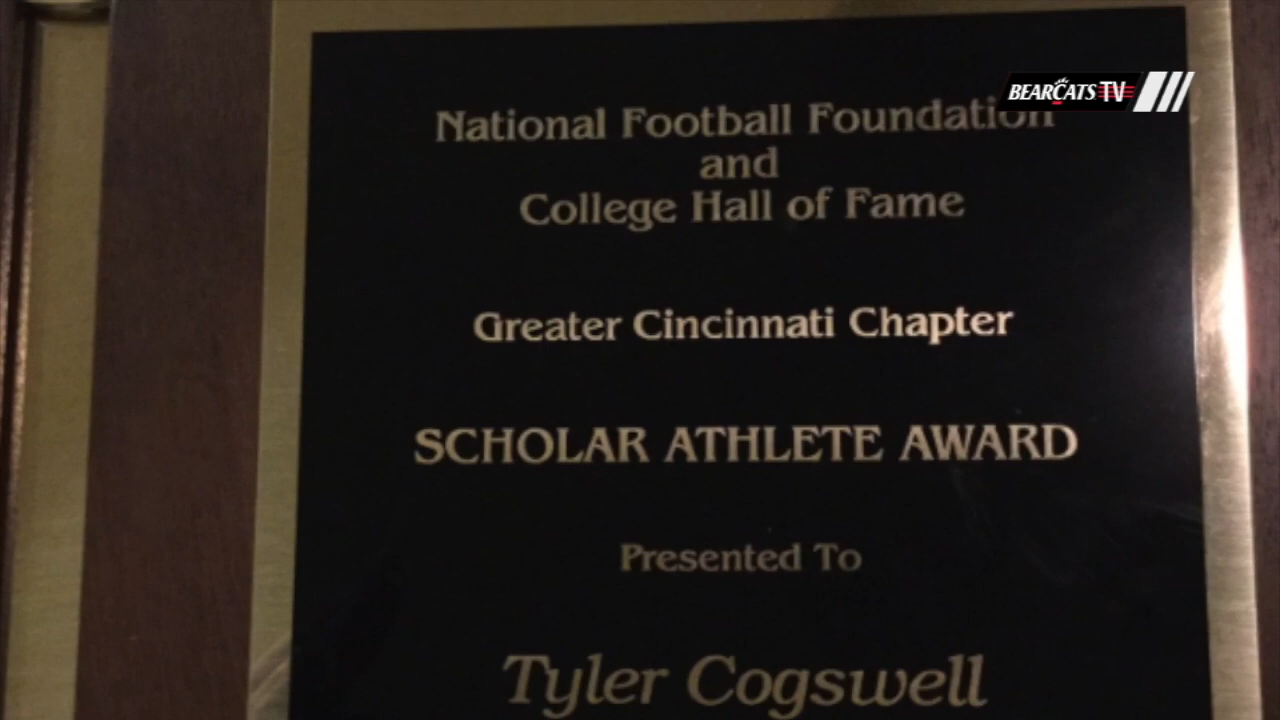 BEARCATS TV
National Football Foundation
and
College Hall of Fame
Greater Cincinnati Chapter
SCHOLAR ATHLETE AWARD
Presented To
Tyler Cogswell